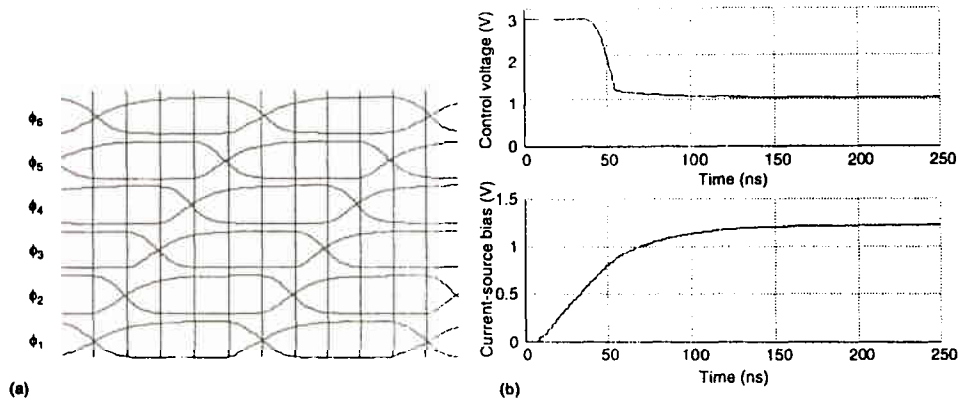 ϕ6
ϕ5
ϕ4
ϕ3
ϕ2
ϕ1
(a)
Control voltage (V)
3
2
1
0
0 50 100 150 200 250
Time (ns)
Current-source bias (V)
1.5
1
0.5
0
0 50 100 150 200 250
Time (ns)
(b)